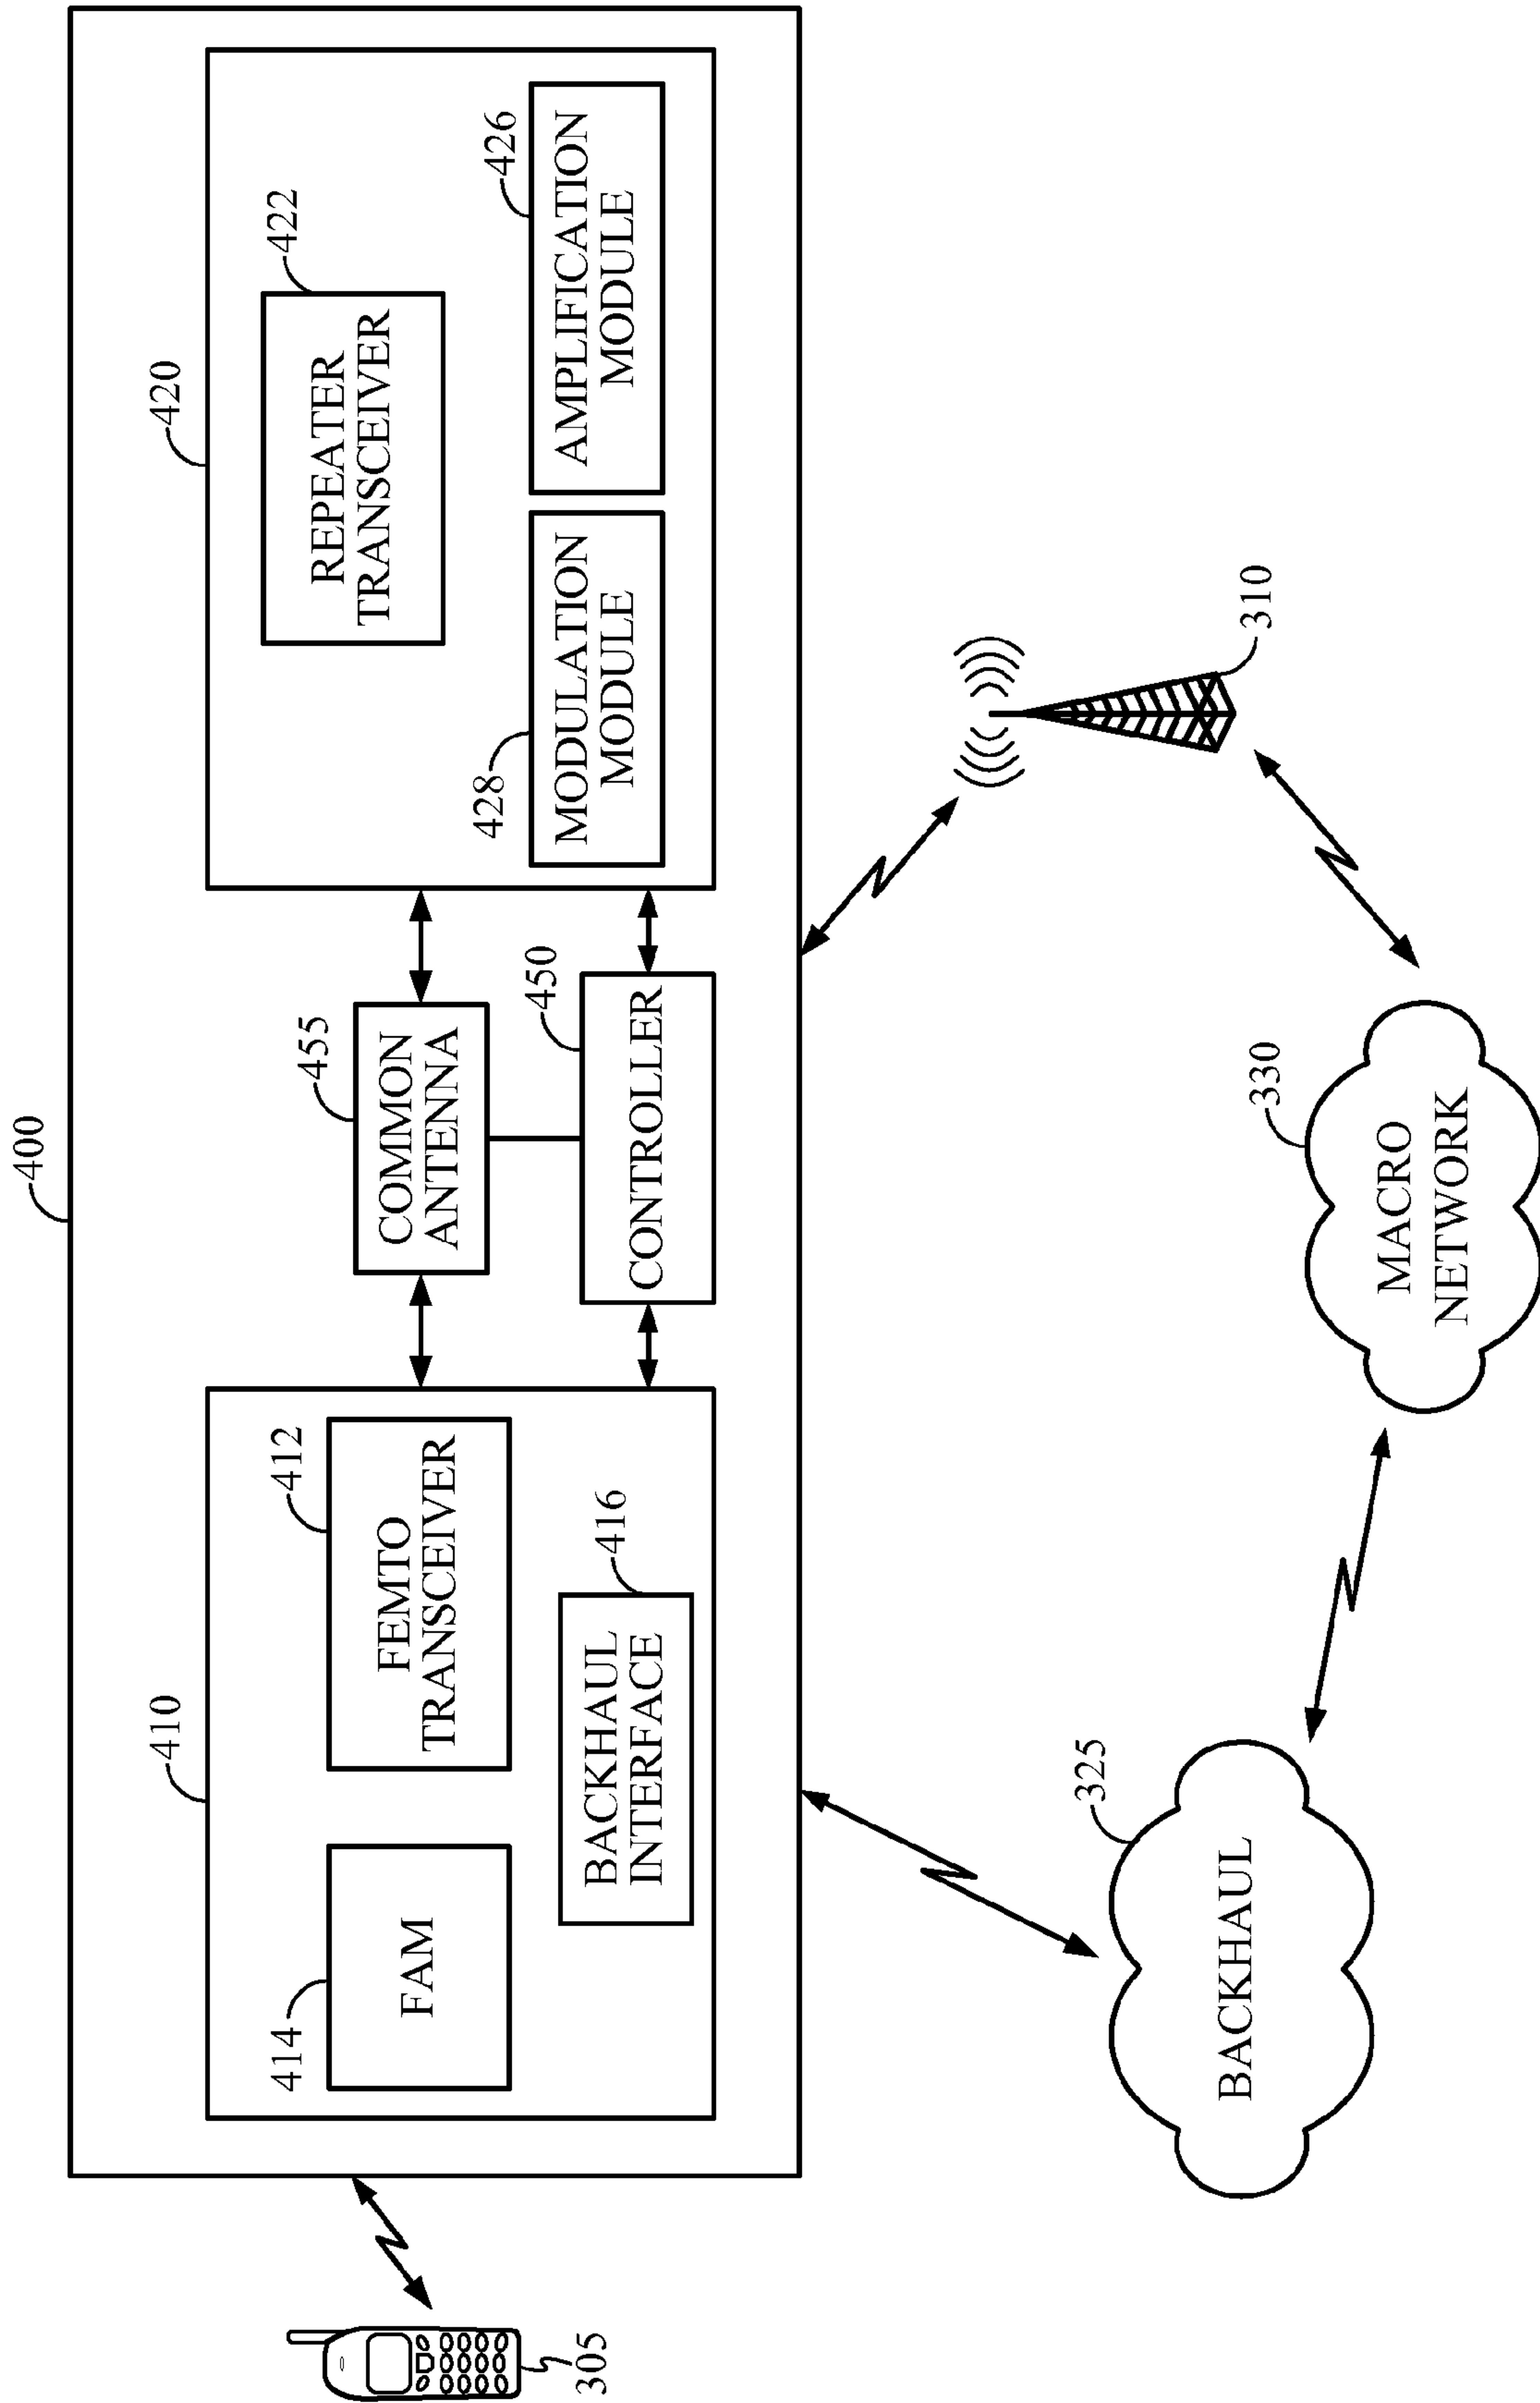 400
410
420
414
FAM
412
FEMTO
TRANSCEIVER
416
BACKHAUL
INTERFACE
455
COMMON
ANTENNA
450
CONTROLLER
422
REPEATER
TRANSCEIVER
428
MODULATION
MODULE
426
AMPLIFICATION
MODULE
305
325
BACKHAUL
330
MACRO
NETWORK
310